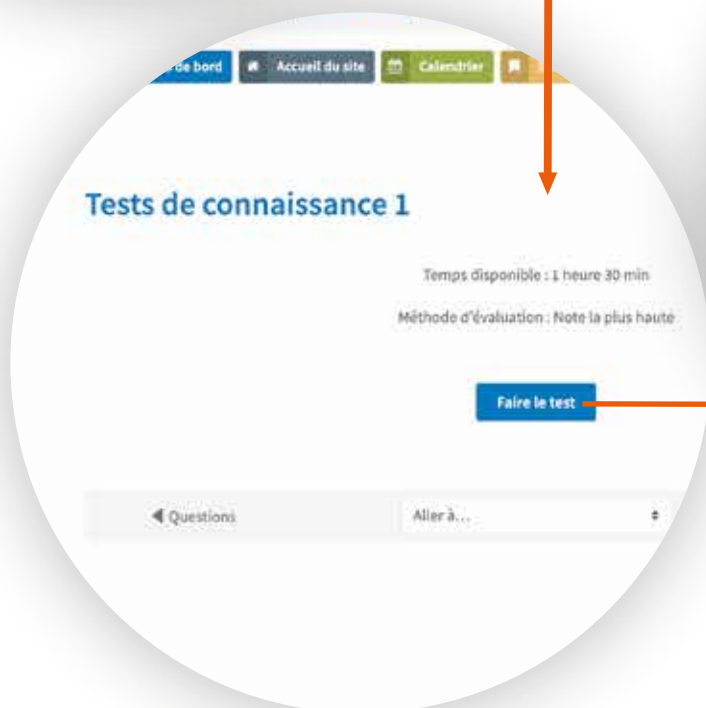 de bord Accueil du site Calendrier
Tests de connaissance 1
Temps disponible : 1 heure 30 min
Méthode d'évaluation : Note la plus haute
Faire le test
Questions Aller à...